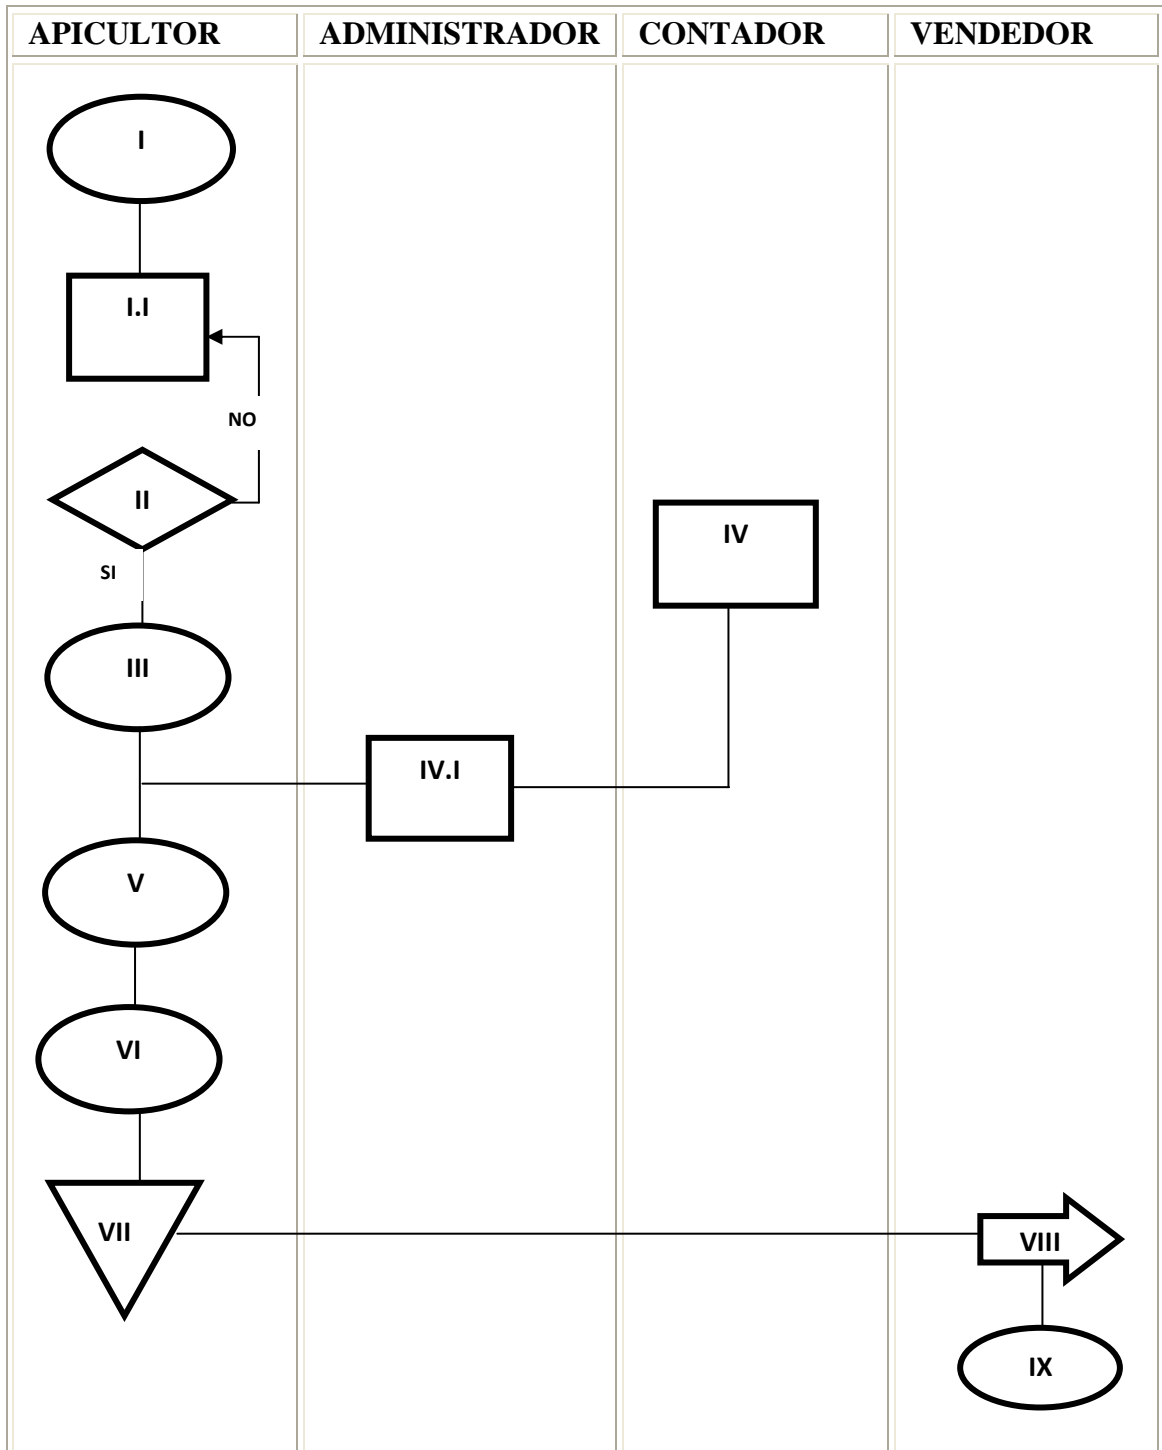 APICULTOR ADMINISTRADOR CONTADOR VENDEDOR
I
I.I
NO
II
IV
SI
III
IV.I
V
VI
VII
VIII
IX